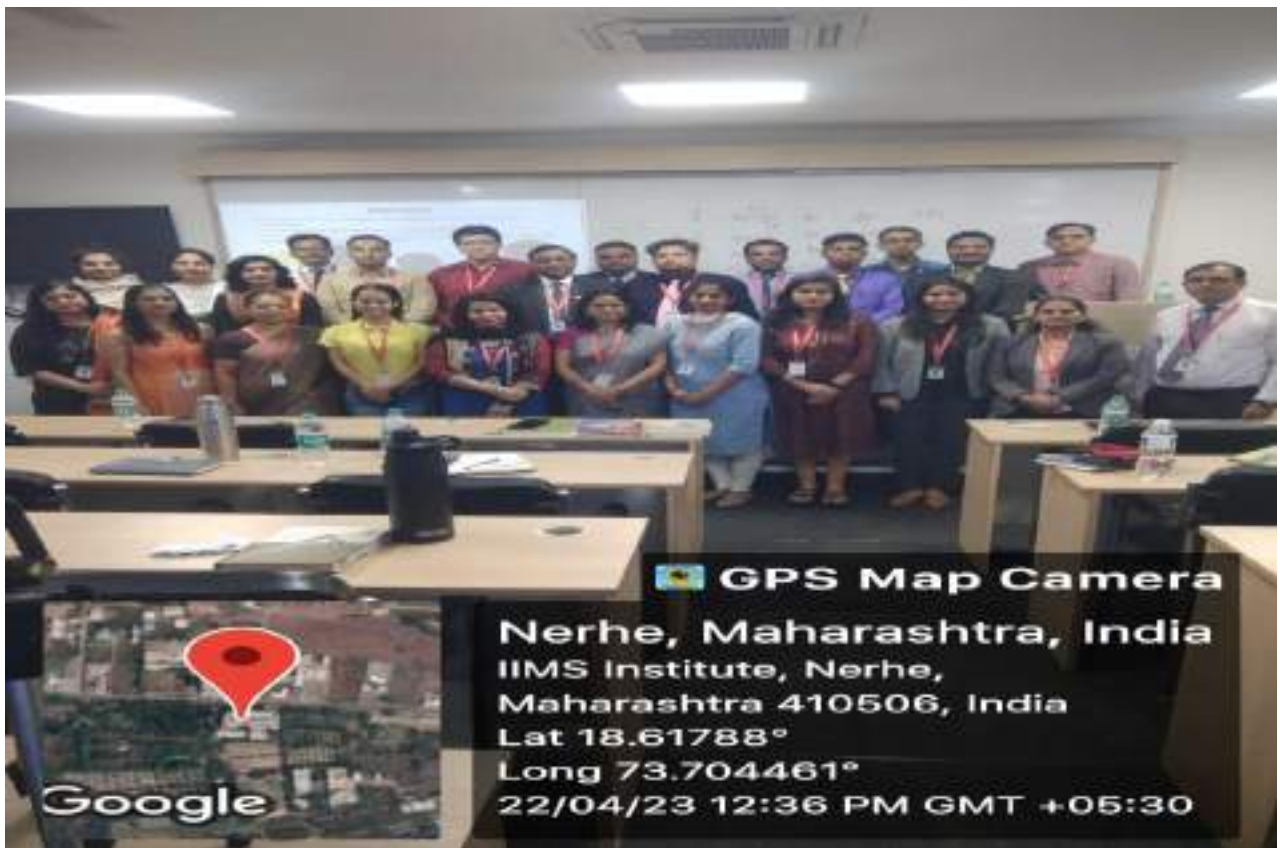 GPS Map Camera
Nerhe, Maharashtra, India
IIMS Institute, Nerhe,
Maharashtra 410506, India
Lat 18.61788°
Long 73.704461°
22/04/23 12:36 PM GMT +05:30
Google